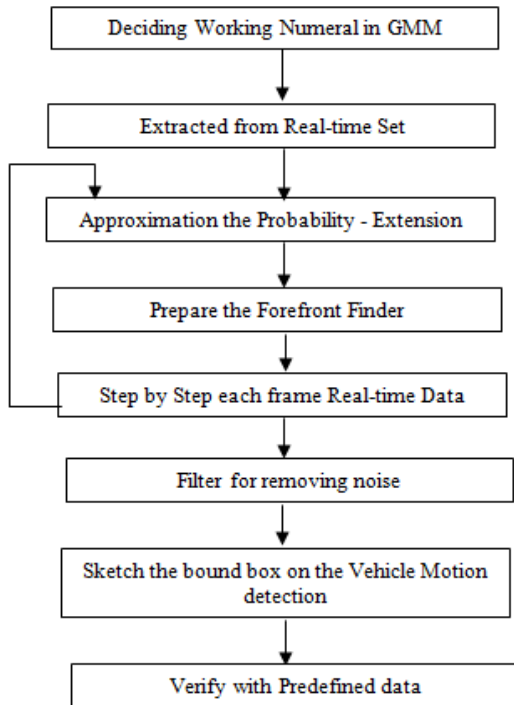 Deciding Working Numeral in GMM
Extracted from Real-time Set
Approximation the Probability - Extension
Prepare the Forefront Finder
Step by Step each frame Real-time Data
Filter for removing noise
Sketch the bound box on the Vehicle Motion
detection
Verify with Predefined data